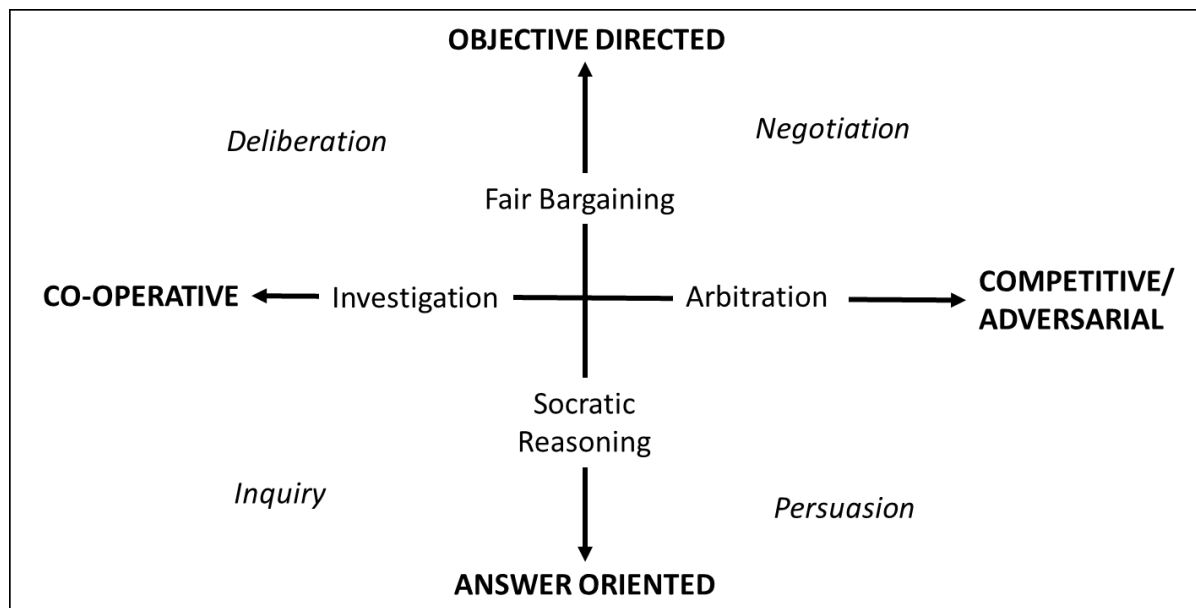 OBJECTIVE DIRECTED
Deliberation
Negotiation
Fair Bargaining
CO-OPERATIVE
Investigation
Arbitration
COMPETITIVE/
ADVERSARIAL
Socratic
Reasoning
Inquiry
Persuasion
ANSWER ORIENTED